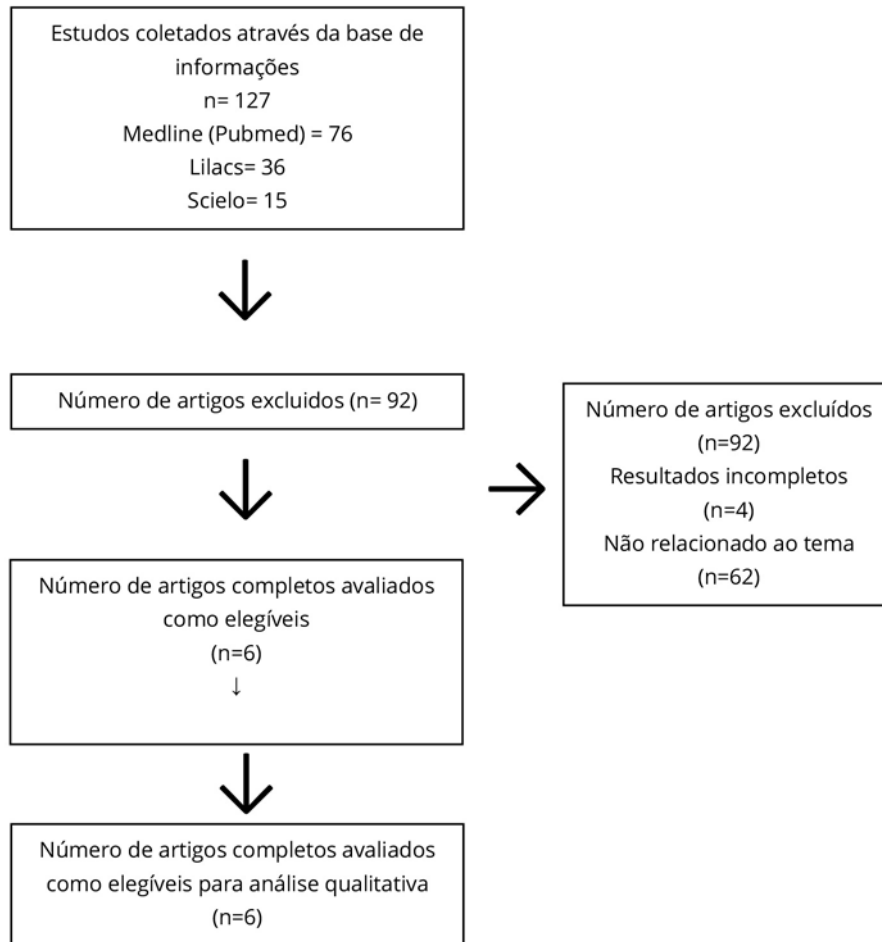 Estudos coletados através da base de
informações
n= 127
Medline (Pubmed) = 76
Lilacs= 36
Scielo= 15
Número de artigos excluidos (n= 92)
Número de artigos excluídos
(n=92)
Resultados incompletos
(n=4)
Não relacionado ao tema
(n=62)
Número de artigos completos avaliados
como elegíveis
(n=6)
↓
Número de artigos completos avaliados
como elegíveis para análise qualitativa
(n=6)